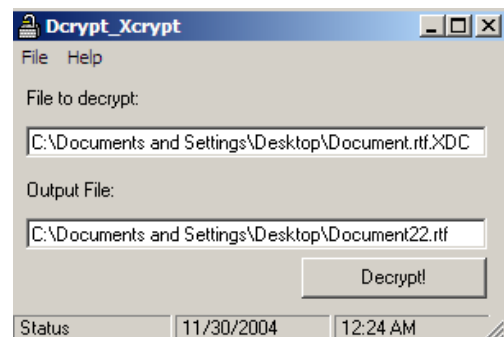 Dcrypt_Xcrypt
File Help
File to decrypt:
C:\Documents and Settings\Desktop\Document.rtf.XDC
Output File:
C:\Documents and Settings\Desktop\Document22.rtf
Decrypt!
Status 11/30/2004 12:24 AM